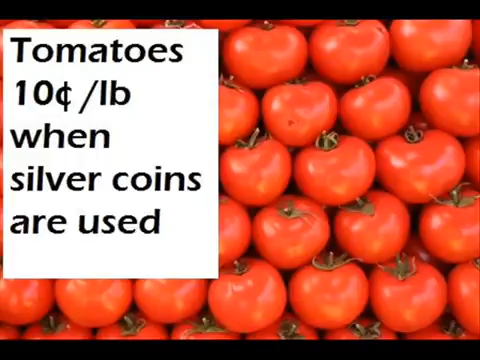 Tomatoes
10¢/lb
when
silver coins
are used